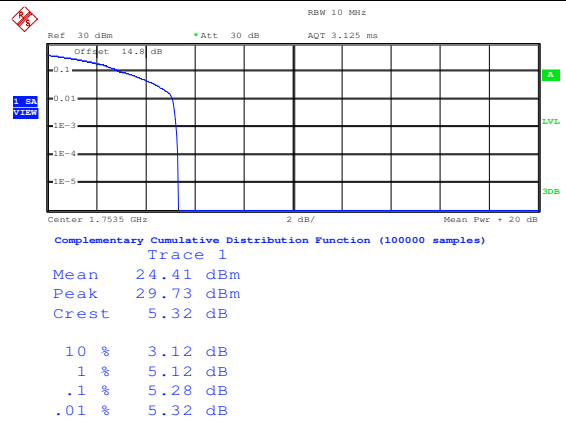 RBW 10 MHz
Ref 30 dBm *Att 30 dB AQT 3.125 ms
Offset 14.8 dB
0.1
A
0.01
1 SA
VIEW
1E-3
LVL
1E-4
1E-5
3DB
Center 1.7535 GHz 2 dB/ Mean Pwr + 20 dB
Complementary Cumulative Distribution Function (100000 samples)
Trace 1
Mean 24.41 dBm
Peak 29.73 dBm
Crest 5.32 dB
10 % 3.12 dB
1 % 5.12 dB
.1 % 5.28 dB
.01 % 5.32 dB